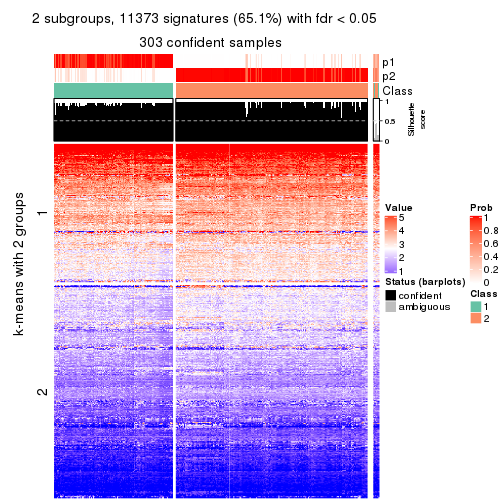 2 subgroups, 11373 signatures (65.1%) with fdr < 0.05
303 confident samples
p1
p2
Class
1
0.5
0
Silhouette
score
k-means with 2 groups
1
2
Value
5
4
3
2
1
Prob
1
0.8
0.6
0.4
0.2
0
Status (barplots)
confident
ambiguous
Class
1
2